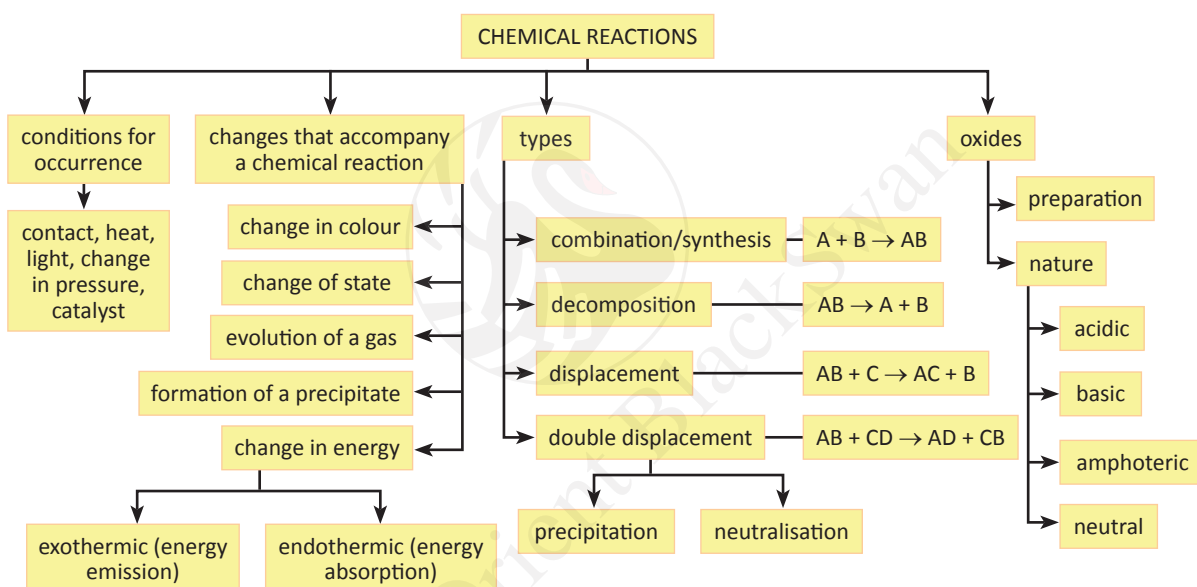 CHEMICAL REACTIONS
conditions for
occurrence
contact, heat,
light, change
in pressure,
catalyst
changes that accompany
a chemical reaction
change in colour
change of state
evolution of a gas
formation of a precipitate
change in energy
exothermic (energy
emission)
endothermic (energy
absorption)
types
combination/synthesis
A + B → AB
decomposition
AB → A + B
displacement
AB + C → AC + B
double displacement
AB + CD → AD + CB
precipitation
neutralisation
oxides
preparation
nature
acidic
basic
amphoteric
neutral
Orient BlackSwan